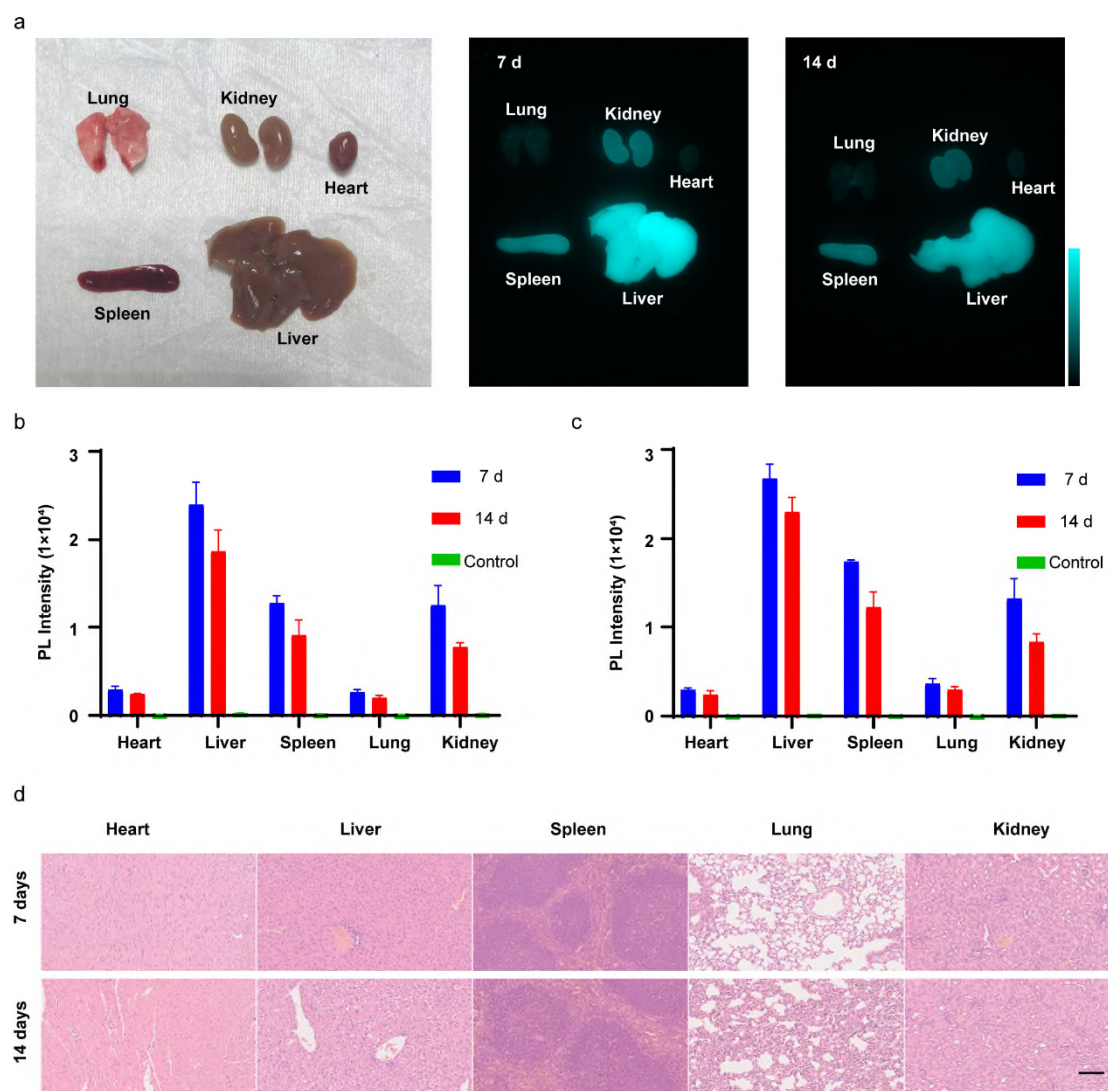 a
Lung
Kidney
Heart
Spleen
Liver
7 d
Lung
Kidney
Heart
Spleen
Liver
14 d
Lung
Kidney
Heart
Spleen
Liver
b
PL Intensity (1×10⁴)
3
2
1
0
7 d
14 d
Control
Heart Liver Spleen Lung Kidney
c
PL Intensity (1×10⁴)
3
2
1
0
7 d
14 d
Control
Heart Liver Spleen Lung Kidney
d
Heart Liver Spleen Lung Kidney
7 days
14 days